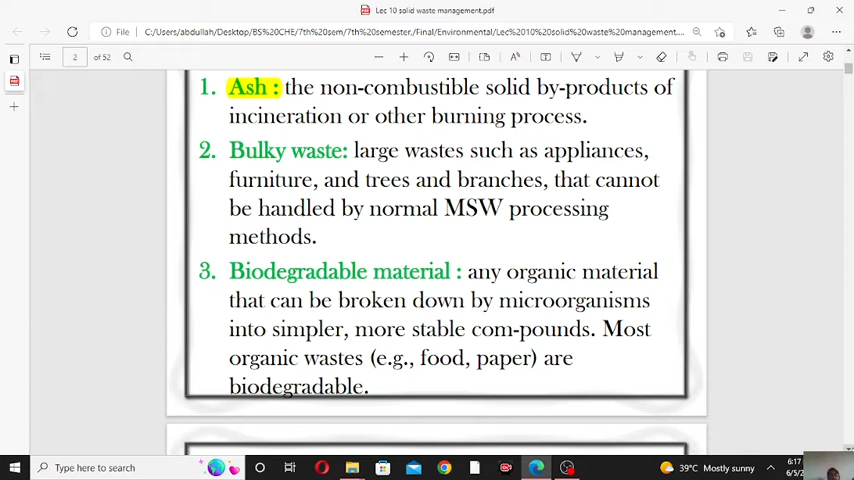 Lec 10 solid waste management.pdf
File
C:/Users/abdullah/Desktop/BS%20CHE/7th%20sem/7th%20semester,/Final/Environmental/Lec%2010%20solid%20waste%20management....
2 of 52
1. Ash : the non-combustible solid by-products of
incineration or other burning process.
2. Bulky waste: large wastes such as appliances,
furniture, and trees and branches, that cannot
be handled by normal MSW processing
methods.
3. Biodegradable material : any organic material
that can be broken down by microorganisms
into simpler, more stable com-pounds. Most
organic wastes (e.g., food, paper) are
biodegradable.
Type here to search
39°C Mostly sunny
6:17
6/5/2